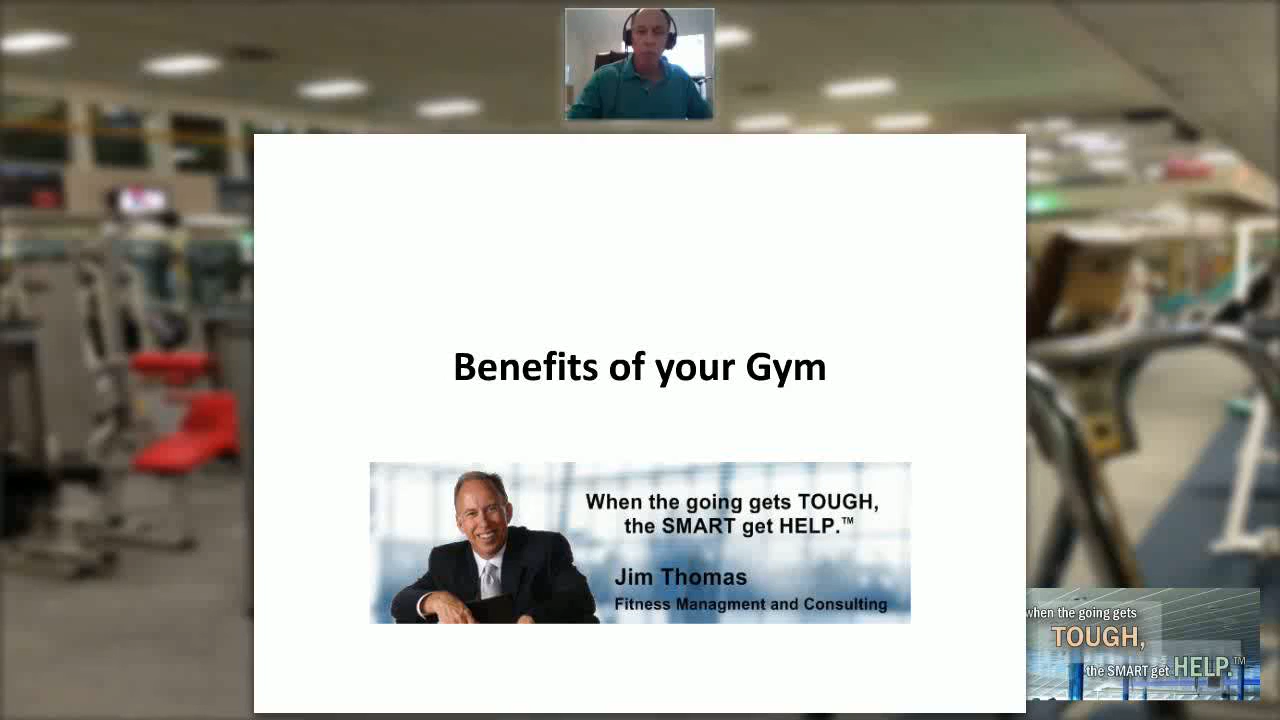 Benefits of your Gym
When the going gets TOUGH,
the SMART get HELP.™
Jim Thomas
Fitness Managment and Consulting
when the going gets
TOUGH,
the SMART get HELP.™